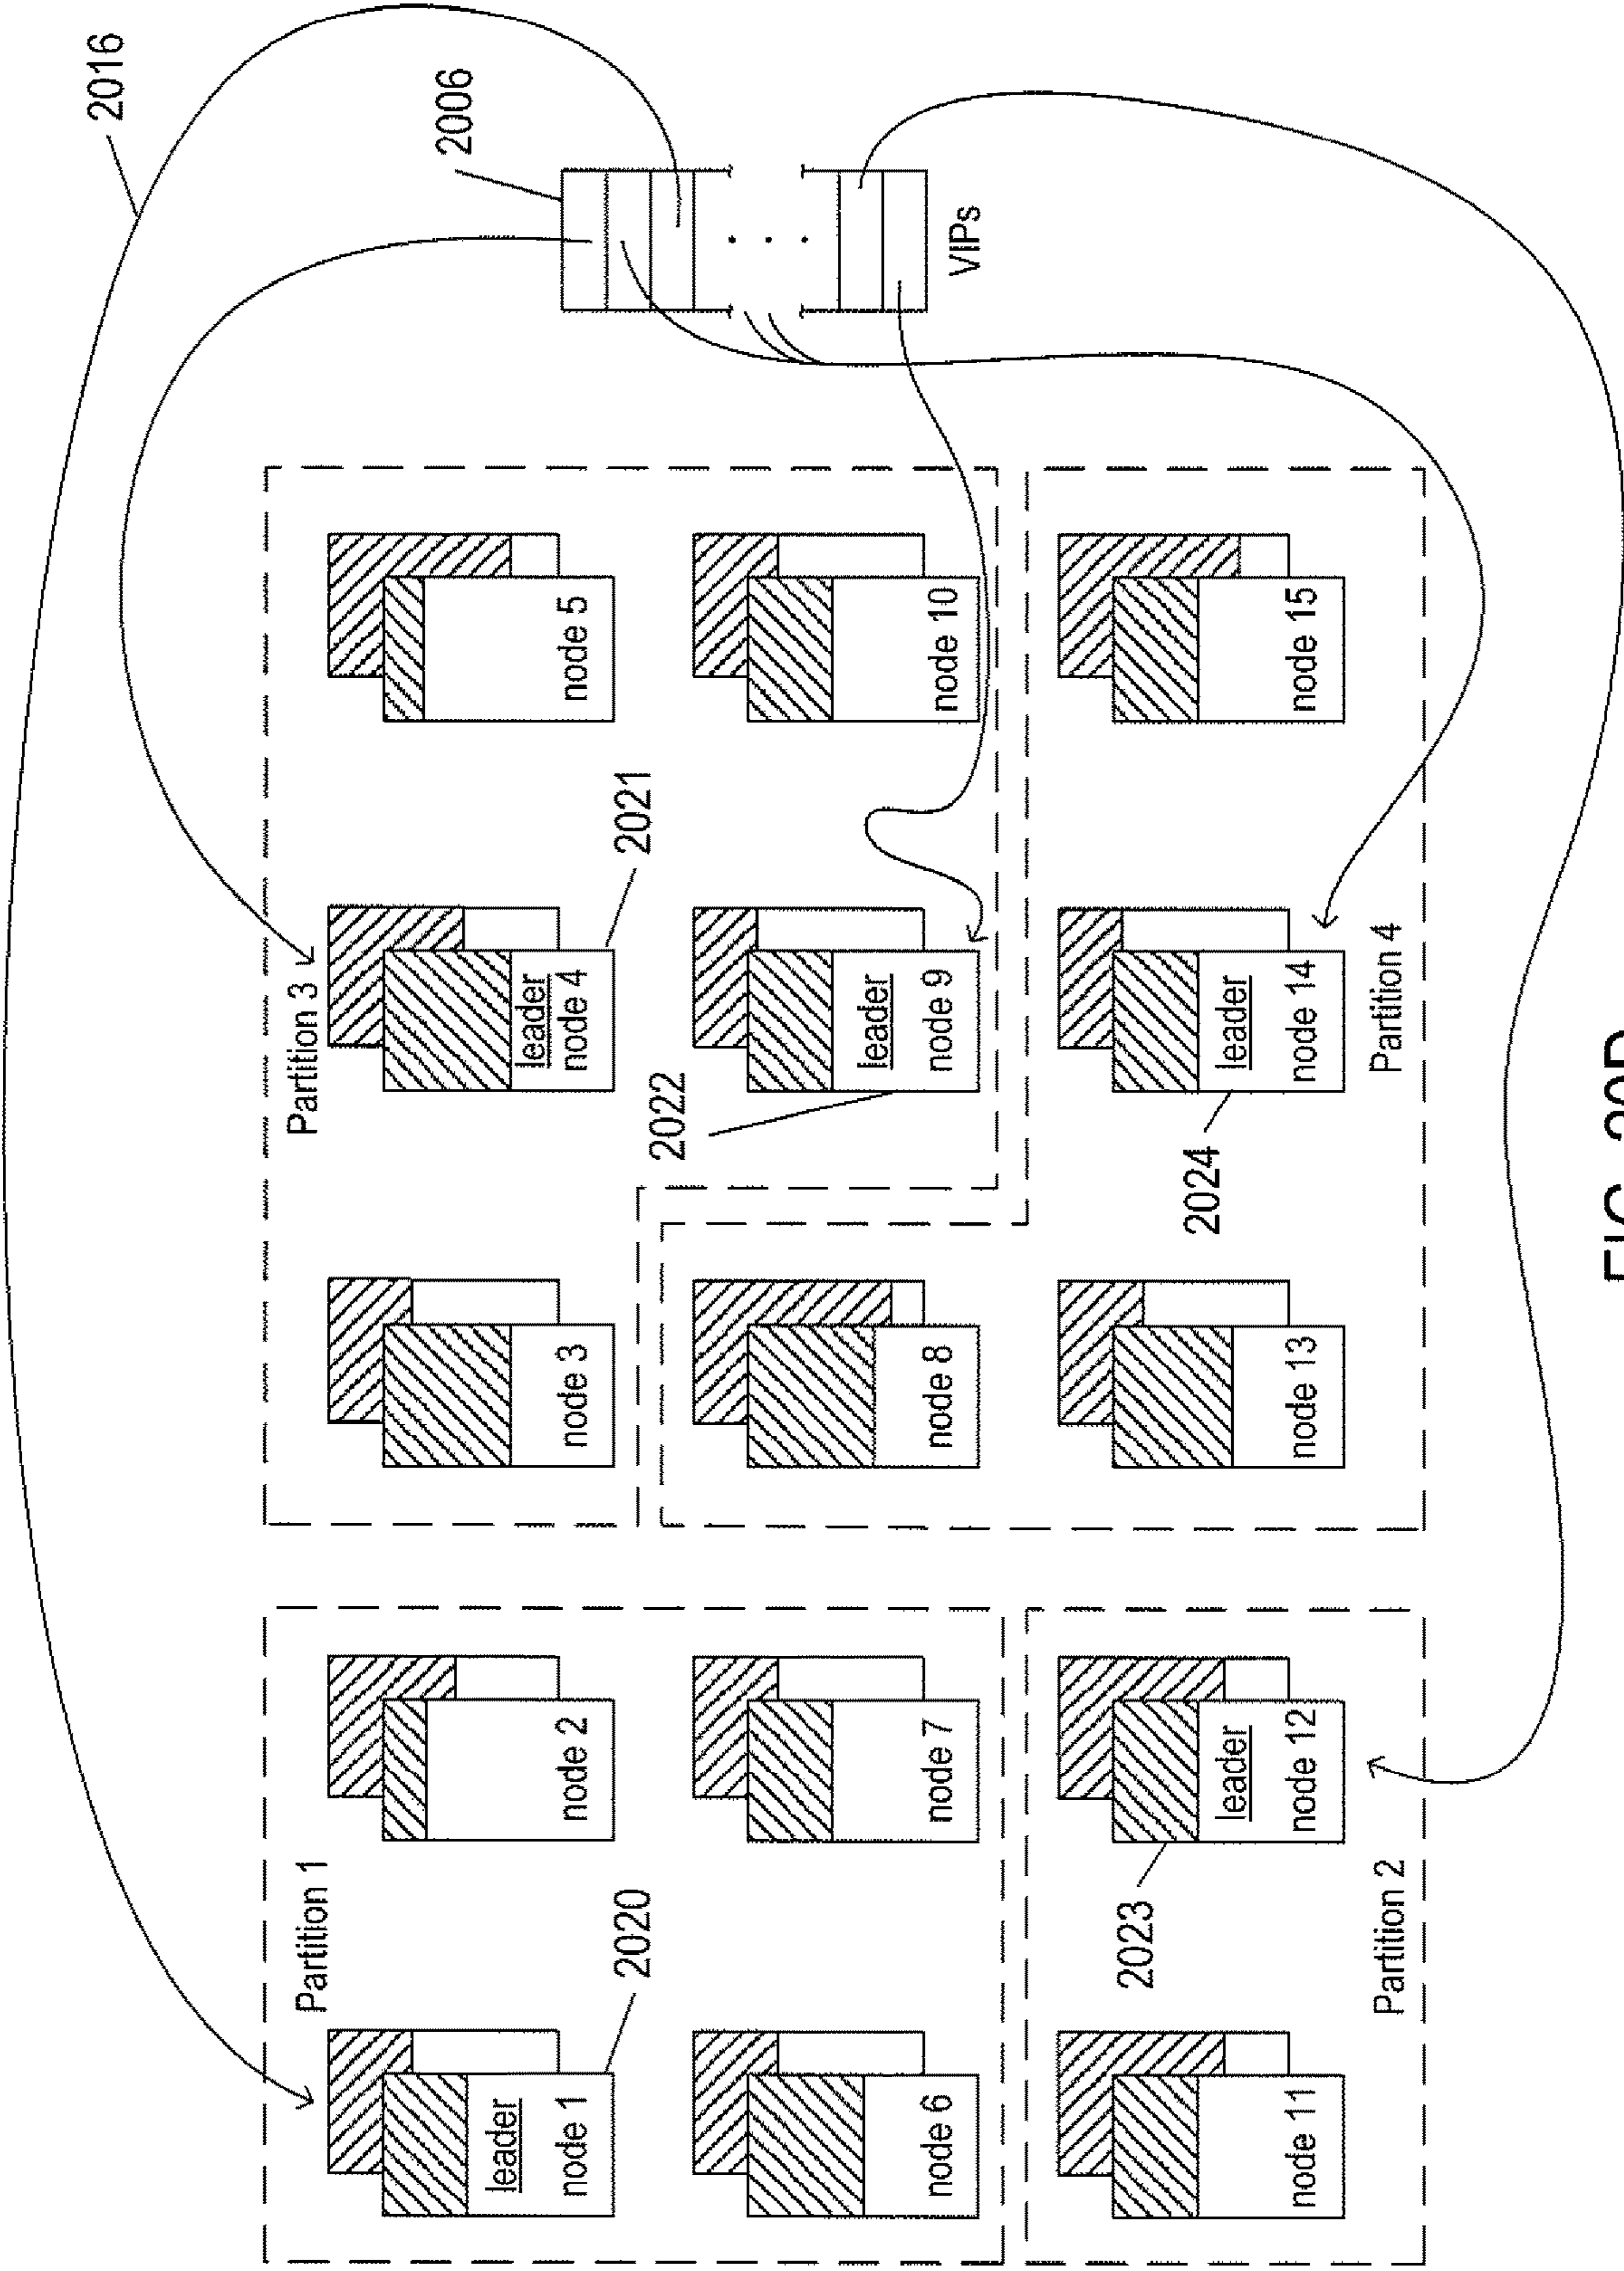 2016
Partition 1
Partition 3
2006
leader
leader
node 1
node 2
node 3
node 4
node 5
2020
2021
2022
leader
node 6
node 7
node 8
node 9
node 10
VIPs
2023
2024
leader
leader
node 11
node 12
node 13
node 14
node 15
Partition 2
Partition 4
FIG.